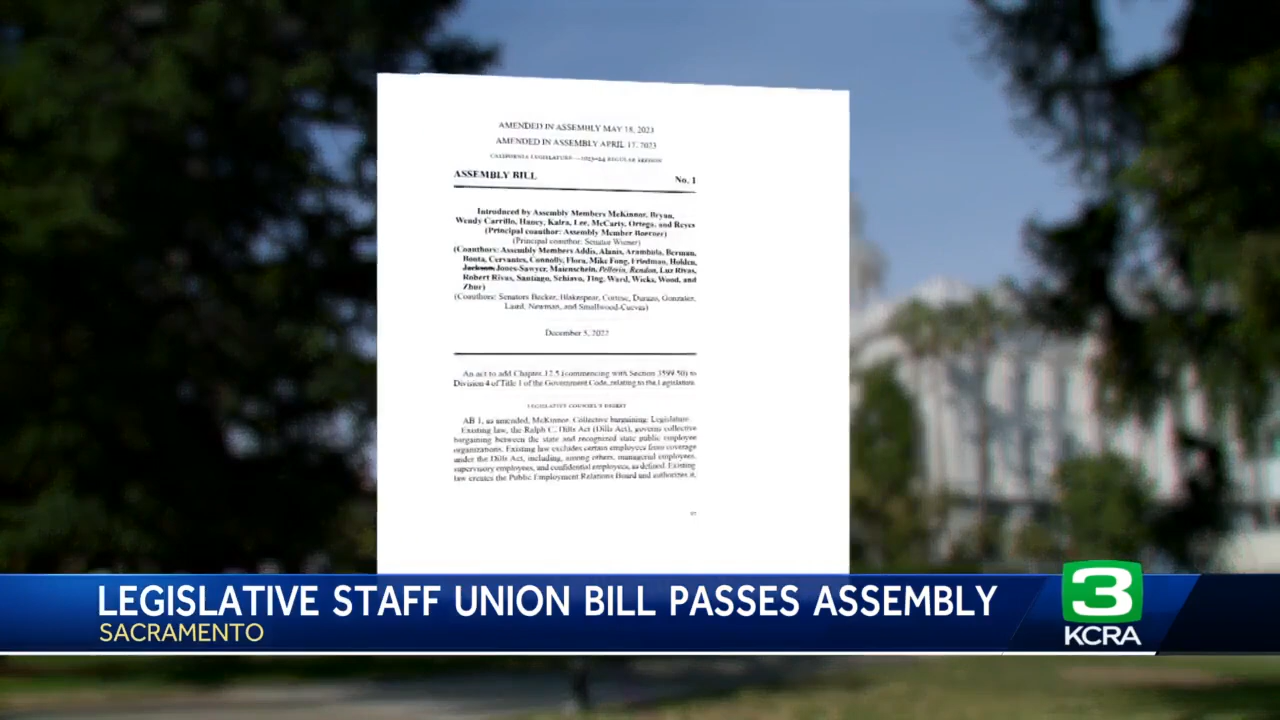 AMENDED IN ASSEMBLY MAY 18, 2023
AMENDED IN ASSEMBLY APRIL 17, 2023
CALIFORNIA LEGISLATURE—2023–24 REGULAR SESSION
ASSEMBLY BILL No. 1
Introduced by Assembly Members McKinnor, Bryan,
Wendy Carrillo, Haney, Kalra, Lee, McCarty, Ortega, and Reyes
(Principal coauthor: Assembly Member Boerner)
(Principal coauthor: Senator Wiener)
(Coauthors: Assembly Members Addis, Alanis, Arambula, Berman,
Bonta, Cervantes, Connolly, Flora, Mike Fong, Friedman, Holden,
Jackson, Jones-Sawyer, Maienschein, Pellerin, Rendon, Luz Rivas,
Robert Rivas, Santiago, Schiavo, Ting, Ward, Wicks, Wood, and
Zbur)
(Coauthors: Senators Becker, Blakespear, Cortese, Durazo, Gonzalez,
Laird, Newman, and Smallwood-Cuevas)
December 5, 2022
An act to add Chapter 12.5 (commencing with Section 3599.50) to
Division 4 of Title 1 of the Government Code, relating to the Legislature.
LEGISLATIVE COUNSEL'S DIGEST
AB 1, as amended, McKinnor. Collective bargaining: Legislature.
Existing law, the Ralph C. Dills Act (Dills Act), governs collective
bargaining between the state and recognized state public employee
organizations. Existing law excludes certain employees from coverage
under the Dills Act, including, among others, managerial employees,
supervisory employees, and confidential employees, as defined. Existing
law creates the Public Employment Relations Board and authorizes it,
LEGISLATIVE STAFF UNION BILL PASSES ASSEMBLY
SACRAMENTO
3
KCRA